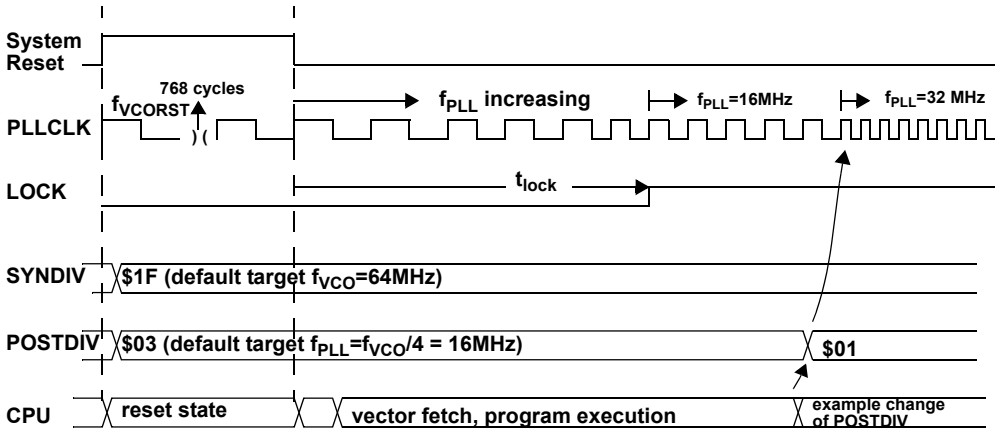 System
Reset
768 cycles
fVCORST
fPLL increasing
fPLL=16MHz
fPLL=32 MHz
PLLCLK
) (
tlock
LOCK
SYNDIV
$1F (default target fVCO=64MHz)
POSTDIV
$03 (default target fPLL=fVCO/4 = 16MHz)
$01
CPU
reset state
vector fetch, program execution
example change
of POSTDIV